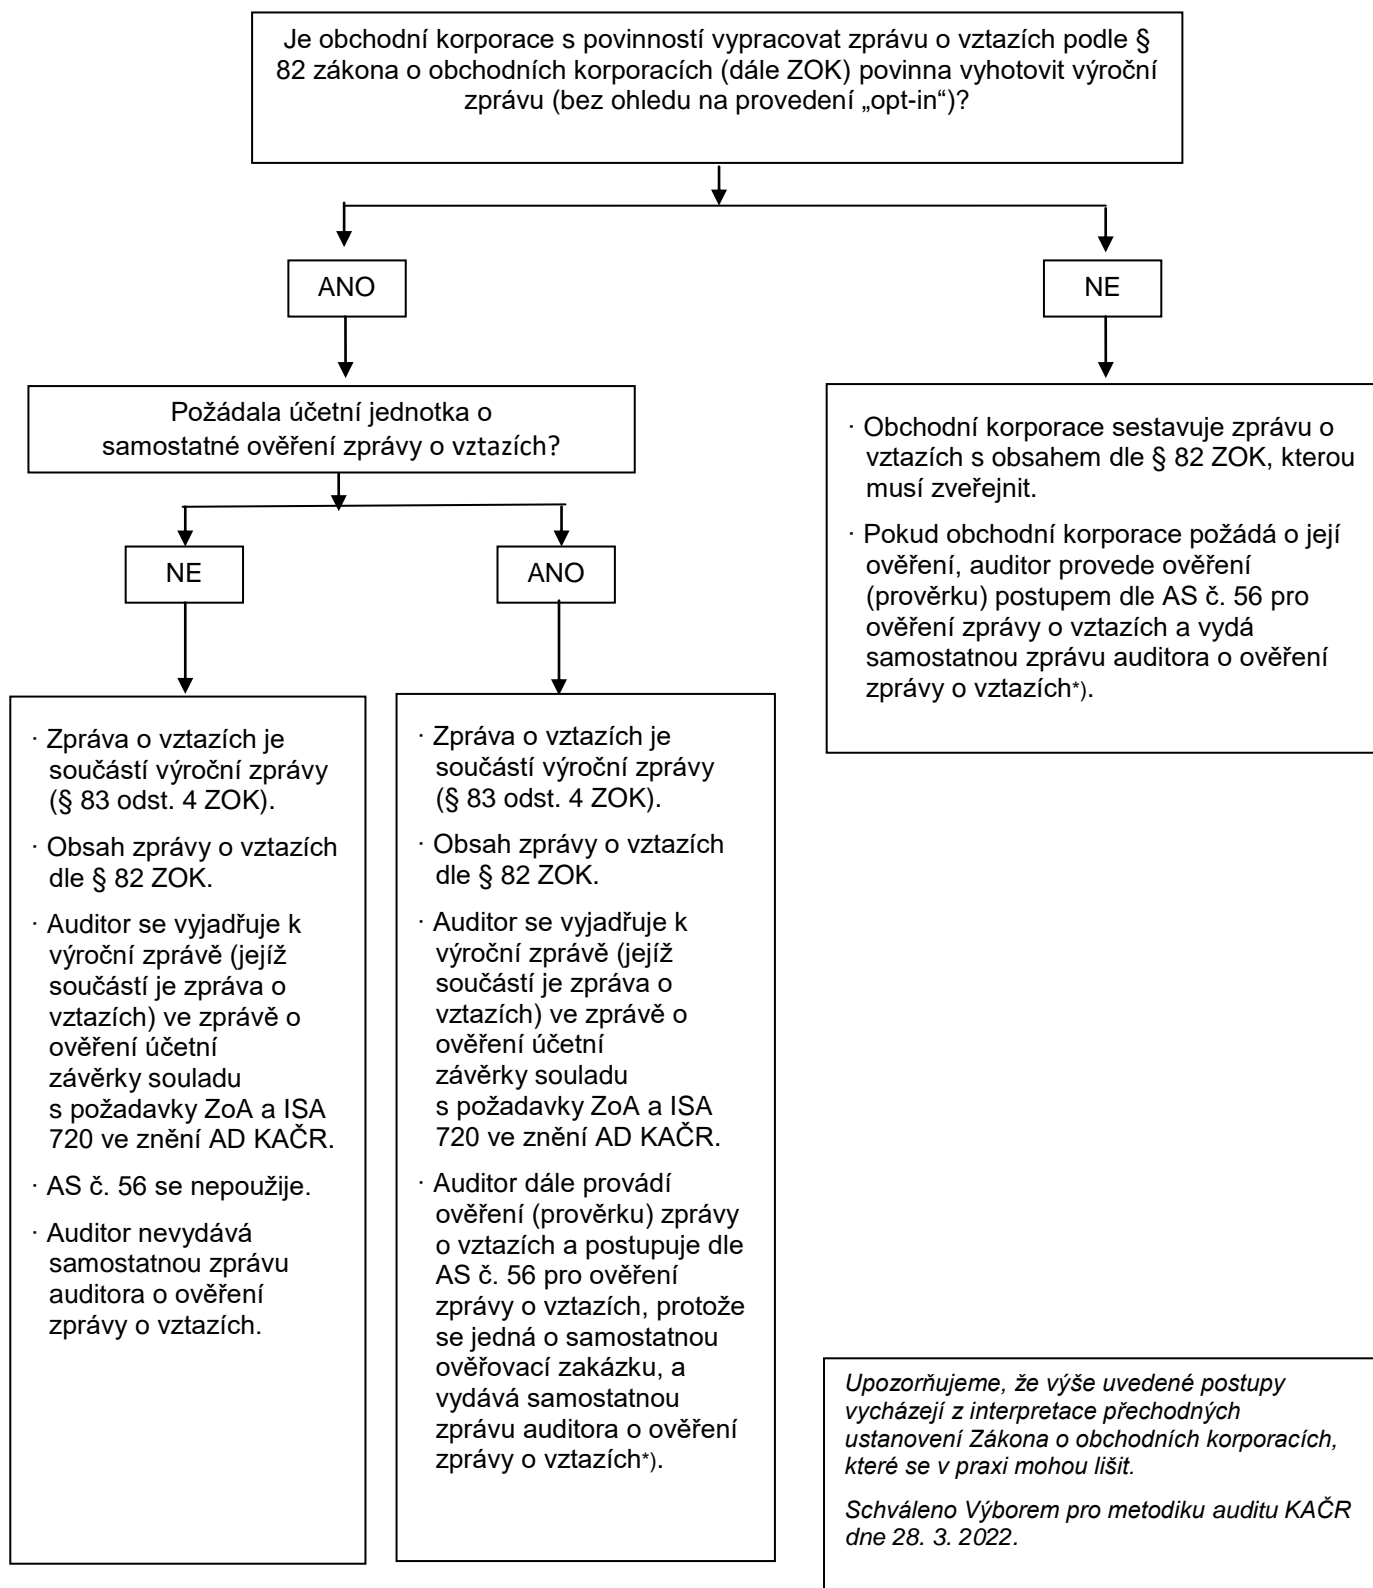 Je obchodní korporace s povinností vypracovat zprávu o vztazích podle §
82 zákona o obchodních korporacích (dále ZOK) povinna vyhotovit výroční
zprávu (bez ohledu na provedení „opt-in“)?
ANO
NE
Požádala účetní jednotka o
samostatné ověření zprávy o vztazích?
NE
ANO
· Obchodní korporace sestavuje zprávu o
vztazích s obsahem dle § 82 ZOK, kterou
musí zveřejnit.
· Pokud obchodní korporace požádá o její
ověření, auditor provede ověření
(prověrku) postupem dle AS č. 56 pro
ověření zprávy o vztazích a vydá
samostatnou zprávu auditora o ověření
zprávy o vztazích*).
· Zpráva o vztazích je
součástí výroční zprávy
(§ 83 odst. 4 ZOK).
· Obsah zprávy o vztazích
dle § 82 ZOK.
· Auditor se vyjadřuje k
výroční zprávě (jejíž
součástí je zpráva o
vztazích) ve zprávě o
ověření účetní
závěrky souladu
s požadavky ZoA a ISA
720 ve znění AD KAČR.
· AS č. 56 se nepoužije.
· Auditor nevydává
samostatnou zprávu
auditora o ověření
zprávy o vztazích.
· Zpráva o vztazích je
součástí výroční zprávy
(§ 83 odst. 4 ZOK).
· Obsah zprávy o vztazích
dle § 82 ZOK.
· Auditor se vyjadřuje k
výroční zprávě (jejíž
součástí je zpráva o
vztazích) ve zprávě o
ověření účetní
závěrky souladu
s požadavky ZoA a ISA
720 ve znění AD KAČR.
· Auditor dále provádí
ověření (prověrku) zprávy
o vztazích a postupuje dle
AS č. 56 pro ověření
zprávy o vztazích, protože
se jedná o samostatnou
ověřovací zakázku, a
vydává samostatnou
zprávu auditora o ověření
zprávy o vztazích*).
Upozorňujeme, že výše uvedené postupy
vycházejí z interpretace přechodných
ustanovení Zákona o obchodních korporacích,
které se v praxi mohou lišit.
Schváleno Výborem pro metodiku auditu KAČR
dne 28. 3. 2022.